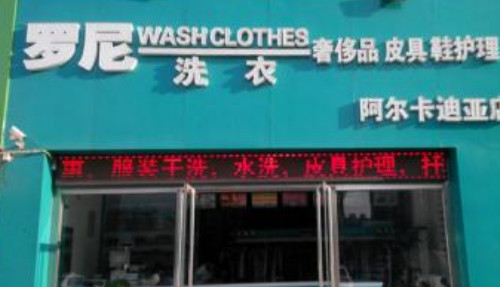 罗尼 WASH CLOTHES 奢侈品 皮具 鞋护理
洗衣
阿尔卡迪亚店
服装干洗、水洗、皮具护理、